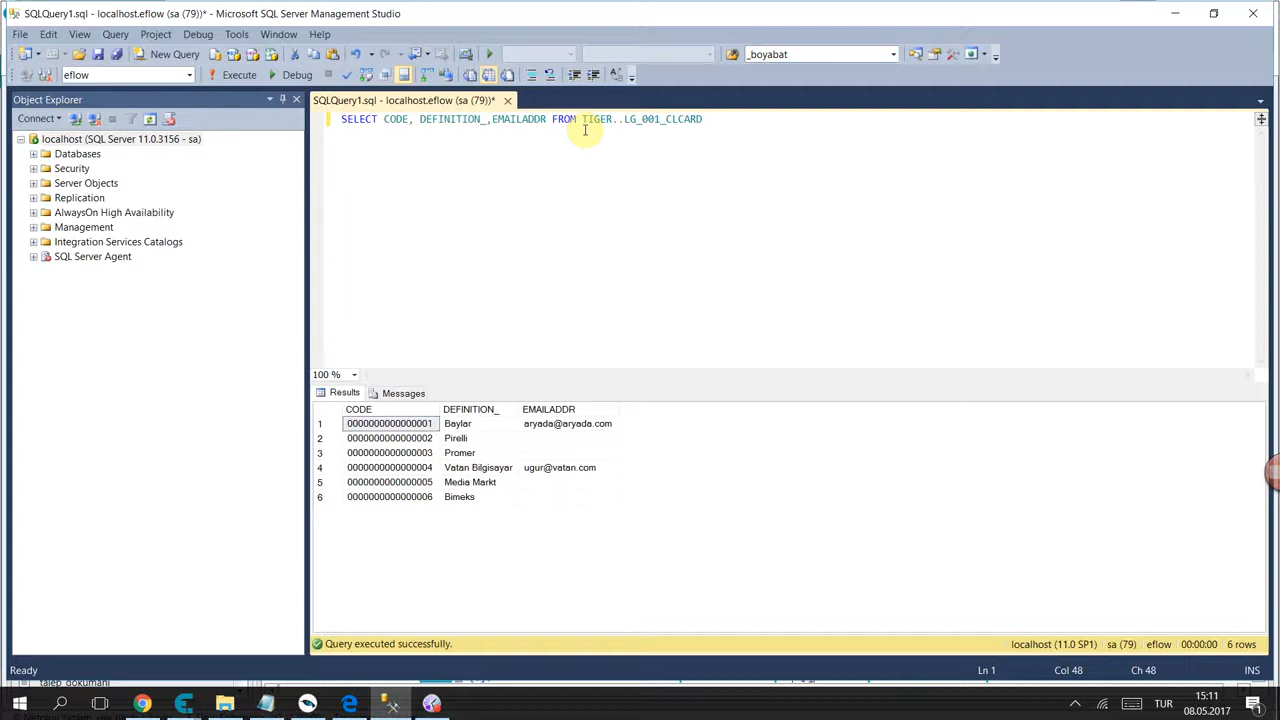 SQLQuery1.sql - localhost.eflow (sa (79))* - Microsoft SQL Server Management Studio
File Edit View Query Project Debug Tools Window Help
New Query _boyabat
eflow Execute Debug
Object Explorer
Connect
localhost (SQL Server 11.0.3156 - sa)
Databases
Security
Server Objects
Replication
AlwaysOn High Availability
Management
Integration Services Catalogs
SQL Server Agent
SQLQuery1.sql - localhost.eflow (sa (79))*
SELECT CODE, DEFINITION_,EMAILADDR FROM TIGER..LG_001_CLCARD
100 %
Results Messages
CODE DEFINITION_ EMAILADDR
1 0000000000000001 Baylar aryada@aryada.com
2 0000000000000002 Pirelli
3 0000000000000003 Promer
4 0000000000000004 Vatan Bilgisayar ugur@vatan.com
5 0000000000000005 Media Markt
6 0000000000000006 Bimeks
Query executed successfully. localhost (11.0 SP1) sa (79) eflow 00:00:00 6 rows
Ready Ln 1 Col 48 Ch 48 INS
talep_dokumani
TUR 15:11
08.05.2017